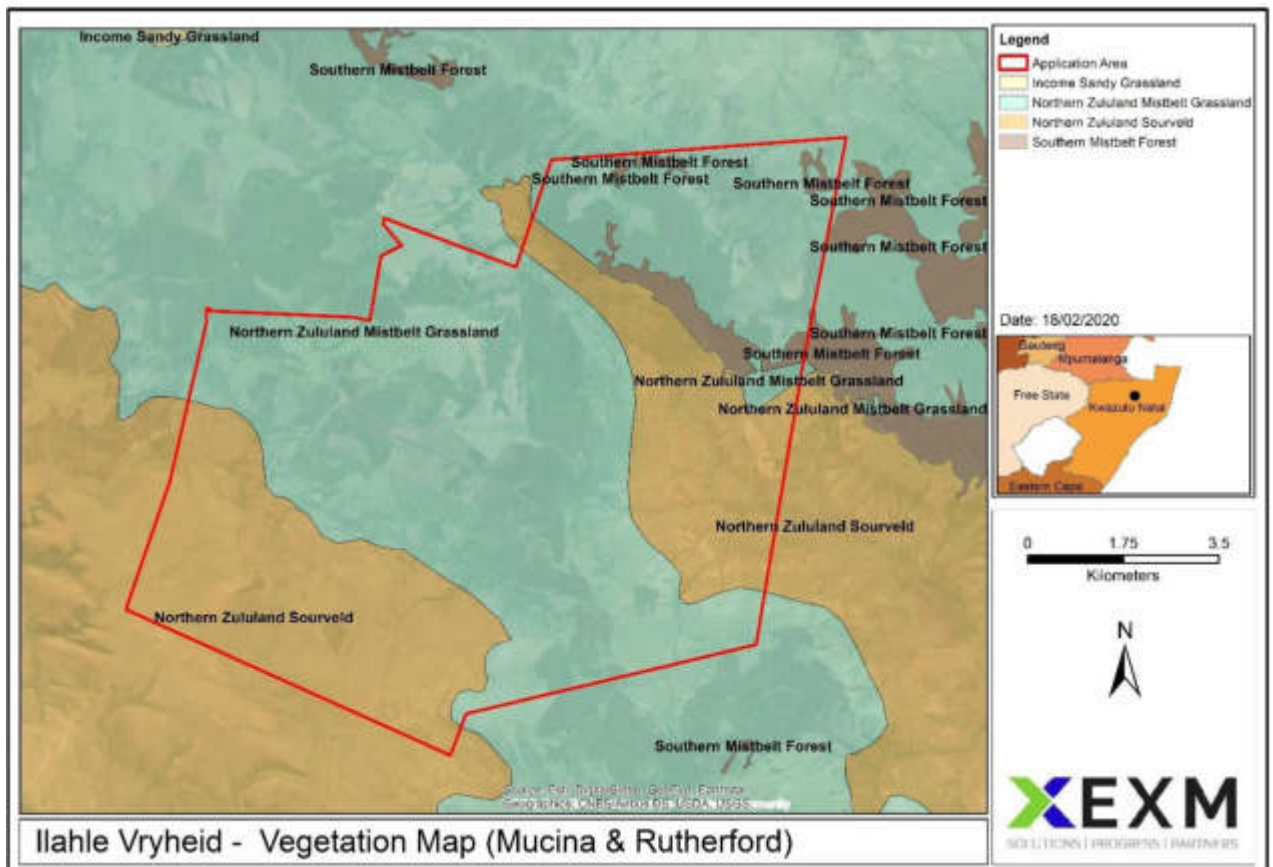 Income Sandy Grassland
Southern Mistbelt Forest
Southern Mistbelt Forest
Southern Mistbelt Forest
Southern Mistbelt Forest
Southern Mistbelt Forest
Southern Mistbelt Forest
Northern Zululand Mistbelt Grassland
Southern Mistbelt Forest
Southern Mistbelt Forest
Northern Zululand Mistbelt Grassland
Northern Zululand Mistbelt Grassland
Northern Zululand Sourveld
Northern Zululand Sourveld
Southern Mistbelt Forest
Legend
Application Area
Income Sandy Grassland
Northern Zululand Mistbelt Grassland
Northern Zululand Sourveld
Southern Mistbelt Forest
Date: 18/02/2020
Gauteng
Mpumalanga
Free State
Kwazulu Natal
Eastern Cape
0 1.75 3.5
Kilometers
N
EXM
SOLUTIONS | PROGRESS | PARTNERS
Ilahle Vryheid - Vegetation Map (Mucina & Rutherford)